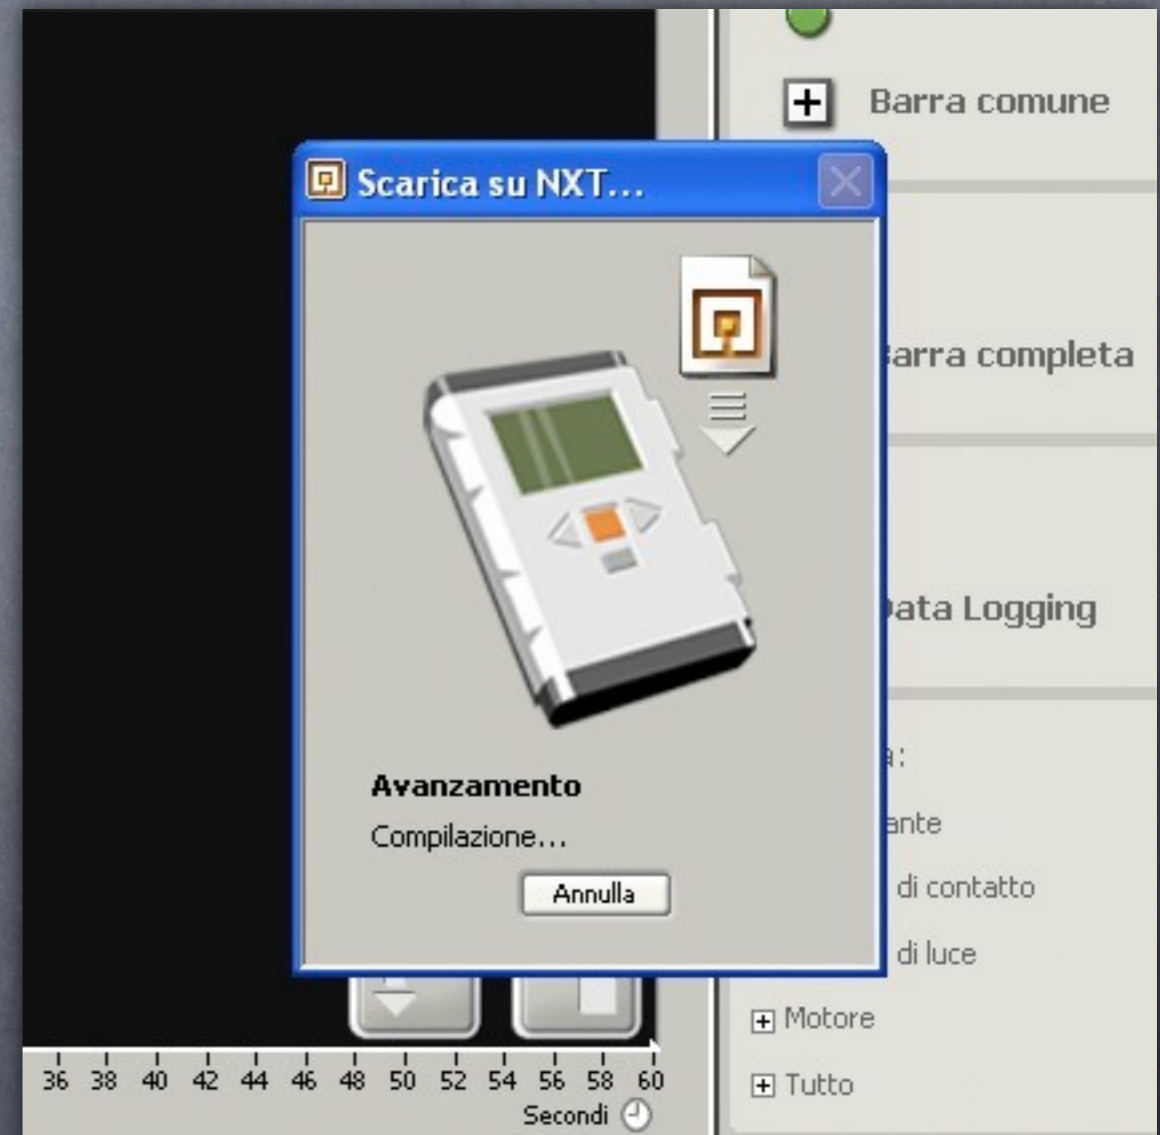 Barra comune
Scarica su NXT...
arra completa
ata Logging
Avanzamento
Compilazione...
Annulla
di contatto
di luce
Motore
Tutto
36 38 40 42 44 46 48 50 52 54 56 58 60
Secondi